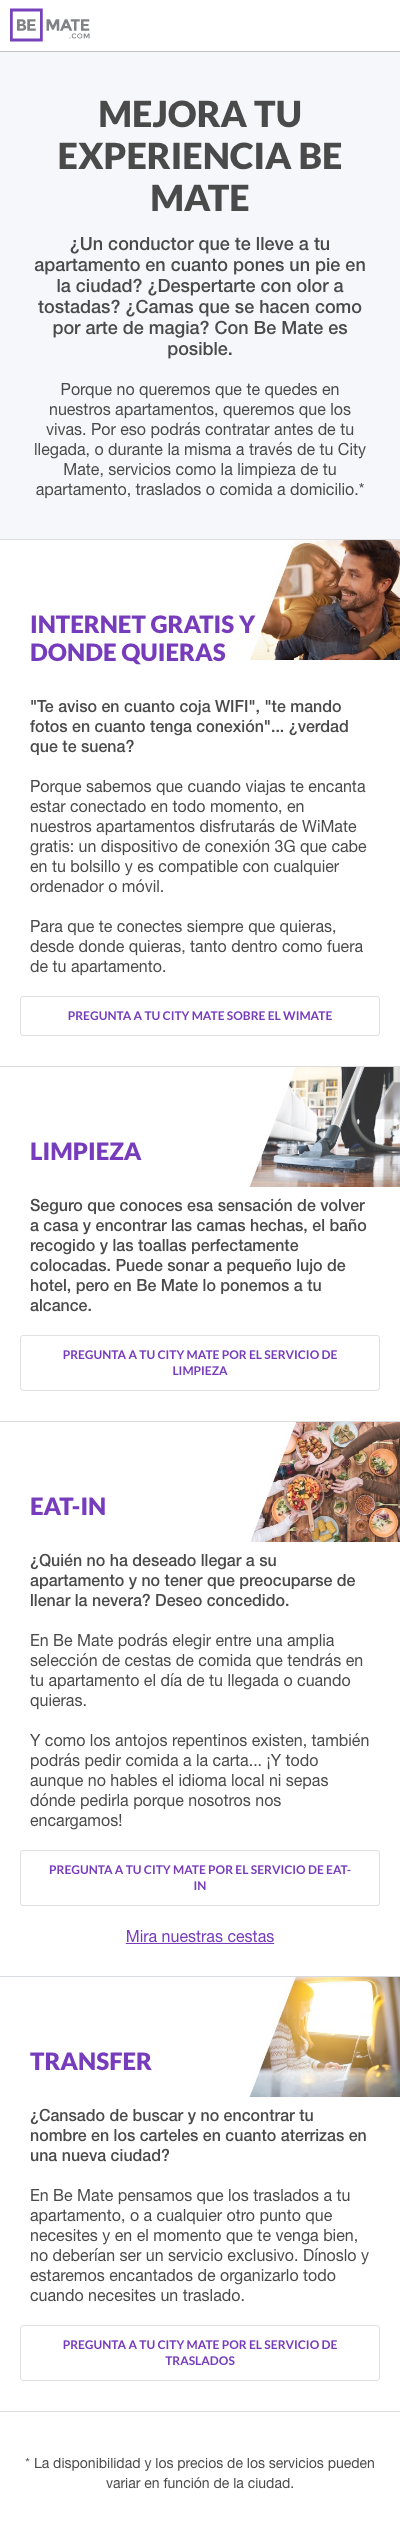 BE MATE
.COM
MEJORA TU
EXPERIENCIA BE
MATE
¿Un conductor que te lleve a tu
apartamento en cuanto pones un pie en
la ciudad? ¿Despertarte con olor a
tostadas? ¿Camas que se hacen como
por arte de magia? Con Be Mate es
posible.
Porque no queremos que te quedes en
nuestros apartamentos, queremos que los
vivas. Por eso podrás contratar antes de tu
llegada, o durante la misma a través de tu City
Mate, servicios como la limpieza de tu
apartamento, traslados o comida a domicilio.*
INTERNET GRATIS Y
DONDE QUIERAS
"Te aviso en cuanto coja WIFI", "te mando
fotos en cuanto tenga conexión"... ¿verdad
que te suena?
Porque sabemos que cuando viajas te encanta
estar conectado en todo momento, en
nuestros apartamentos disfrutarás de WiMate
gratis: un dispositivo de conexión 3G que cabe
en tu bolsillo y es compatible con cualquier
ordenador o móvil.
Para que te conectes siempre que quieras,
desde donde quieras, tanto dentro como fuera
de tu apartamento.
PREGUNTA A TU CITY MATE SOBRE EL WIMATE
LIMPIEZA
Seguro que conoces esa sensación de volver
a casa y encontrar las camas hechas, el baño
recogido y las toallas perfectamente
colocadas. Puede sonar a pequeño lujo de
hotel, pero en Be Mate lo ponemos a tu
alcance.
PREGUNTA A TU CITY MATE POR EL SERVICIO DE
LIMPIEZA
EAT-IN
¿Quién no ha deseado llegar a su
apartamento y no tener que preocuparse de
llenar la nevera? Deseo concedido.
En Be Mate podrás elegir entre una amplia
selección de cestas de comida que tendrás en
tu apartamento el día de tu llegada o cuando
quieras.
Y como los antojos repentinos existen, también
podrás pedir comida a la carta... ¡Y todo
aunque no hables el idioma local ni sepas
dónde pedirla porque nosotros nos
encargamos!
PREGUNTA A TU CITY MATE POR EL SERVICIO DE EAT-
IN
Mira nuestras cestas
TRANSFER
¿Cansado de buscar y no encontrar tu
nombre en los carteles en cuanto aterrizas en
una nueva ciudad?
En Be Mate pensamos que los traslados a tu
apartamento, o a cualquier otro punto que
necesites y en el momento que te venga bien,
no deberían ser un servicio exclusivo. Dínoslo y
estaremos encantados de organizarlo todo
cuando necesites un traslado.
PREGUNTA A TU CITY MATE POR EL SERVICIO DE
TRASLADOS
* La disponibilidad y los precios de los servicios pueden
variar en función de la ciudad.